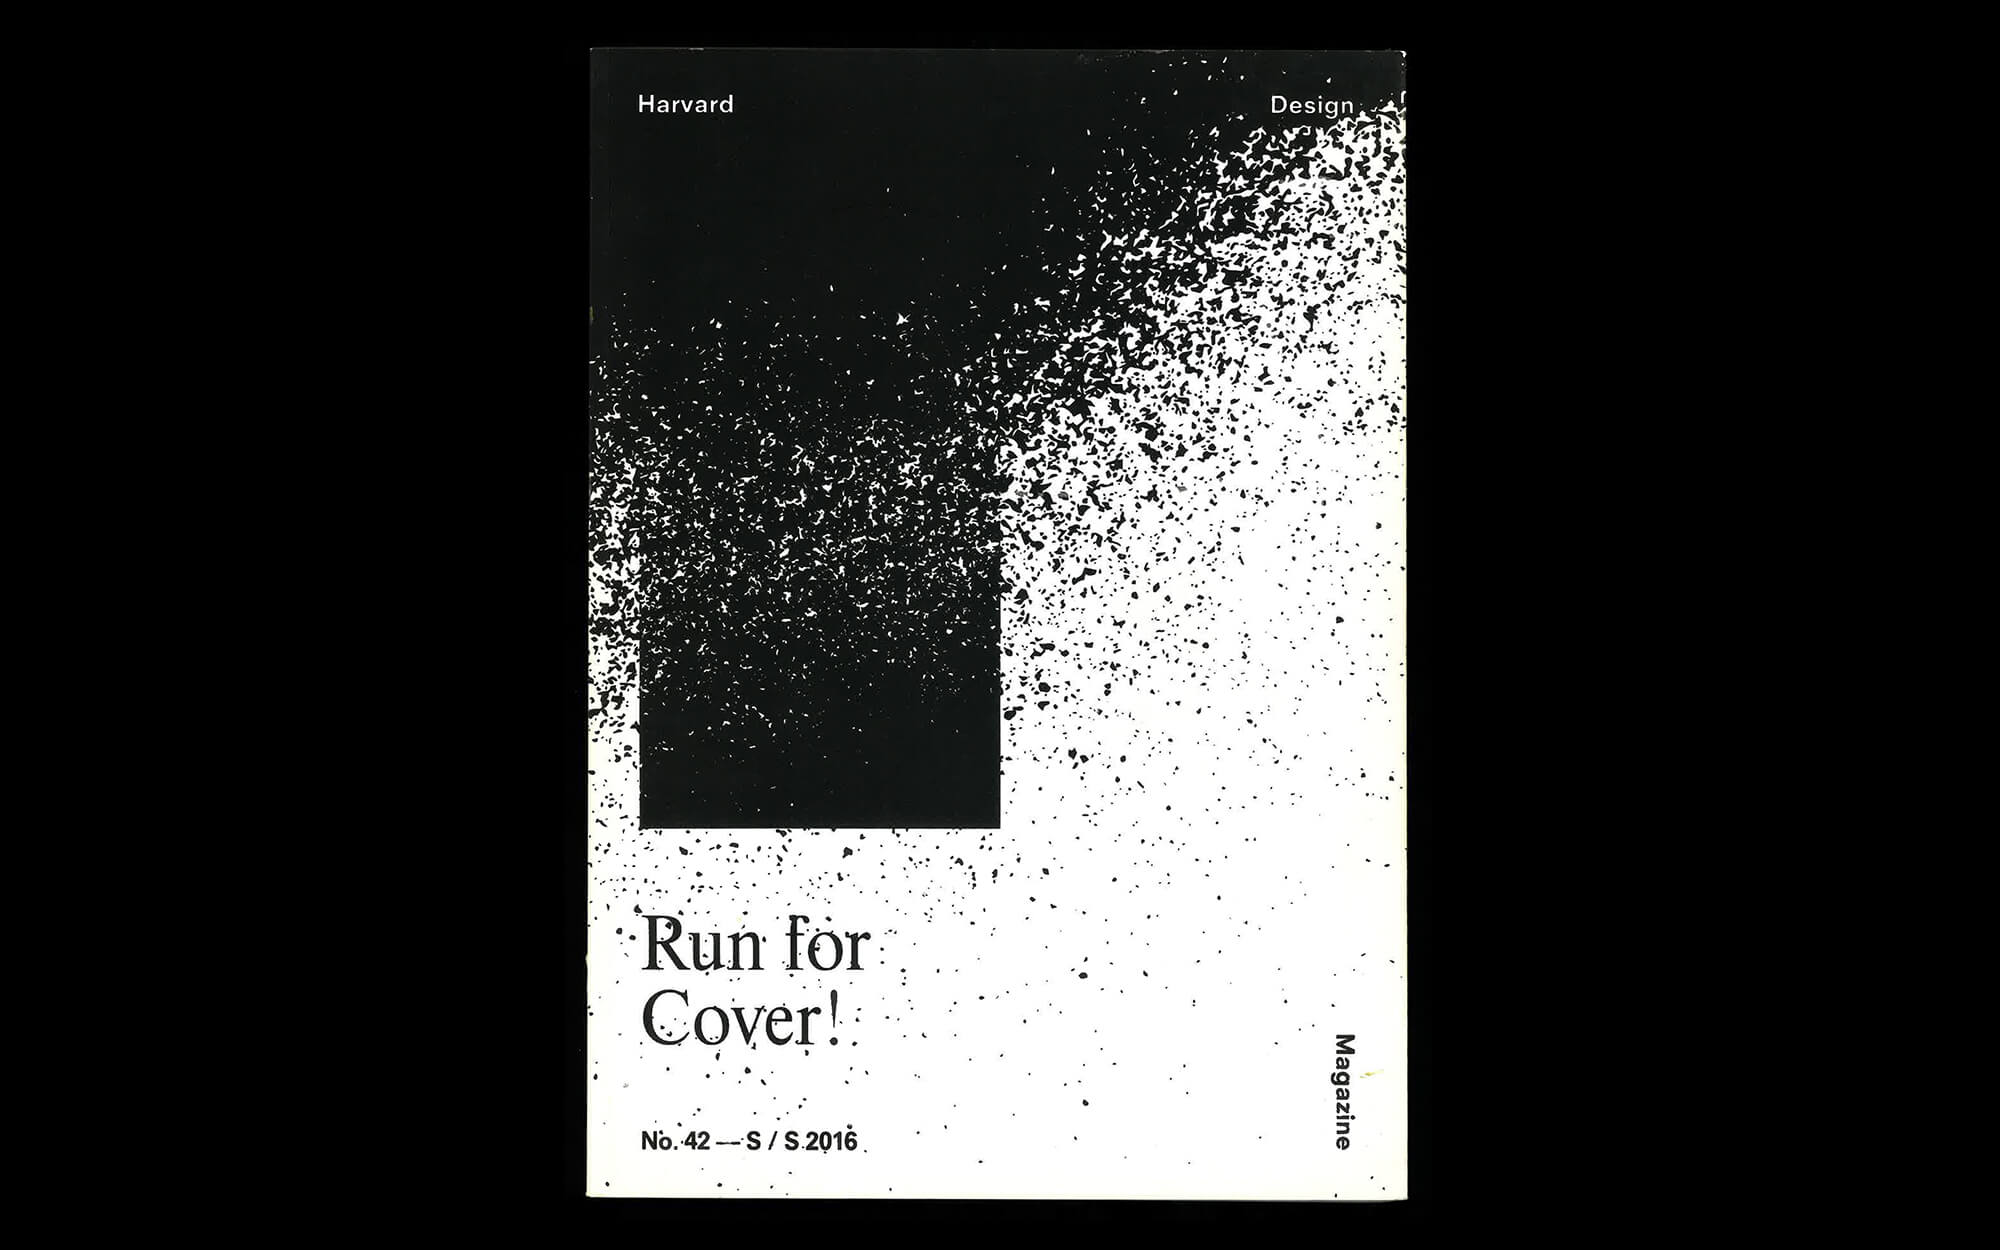 Harvard
Design
Run for
Cover!
No. 42 — S / S 2016
Magazine